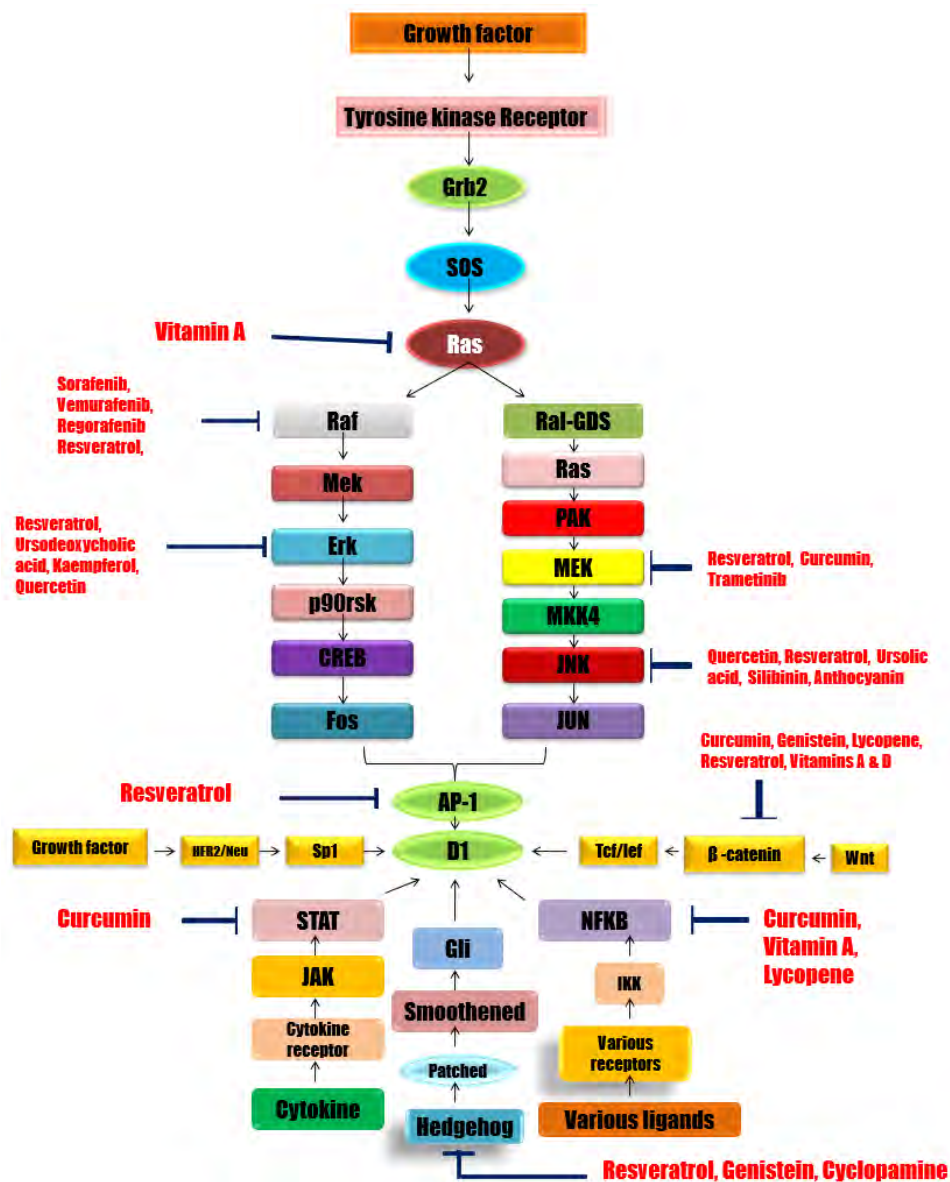 Growth factor
Tyrosine kinase Receptor
Grb2
SOS
Vitamin A
Ras
Sorafenib,
Vemurafenib,
Regorafenib
Resveratrol,
Raf
Ral-GDS
Mek
Ras
PAK
Resveratrol,
Ursodeoxycholic
acid, Kaempferol,
Quercetin
Erk
MEK
Resveratrol, Curcumin,
Trametinib
p90rsk
MKK4
CREB
JNK
Quercetin, Resveratrol, Ursolic
acid, Silibinin, Anthocyanin
Fos
JUN
Curcumin, Genistein, Lycopene,
Resveratrol, Vitamins A & D
Resveratrol
AP-1
Growth factor
HER2/Neu
Sp1
D1
Tcf/lef
β -catenin
Wnt
Curcumin
STAT
Gli
NFKB
Curcumin,
Vitamin A,
Lycopene
JAK
Smoothened
IKK
Cytokine
receptor
Patched
Various
receptors
Cytokine
Hedgehog
Various ligands
Resveratrol, Genistein, Cyclopamine